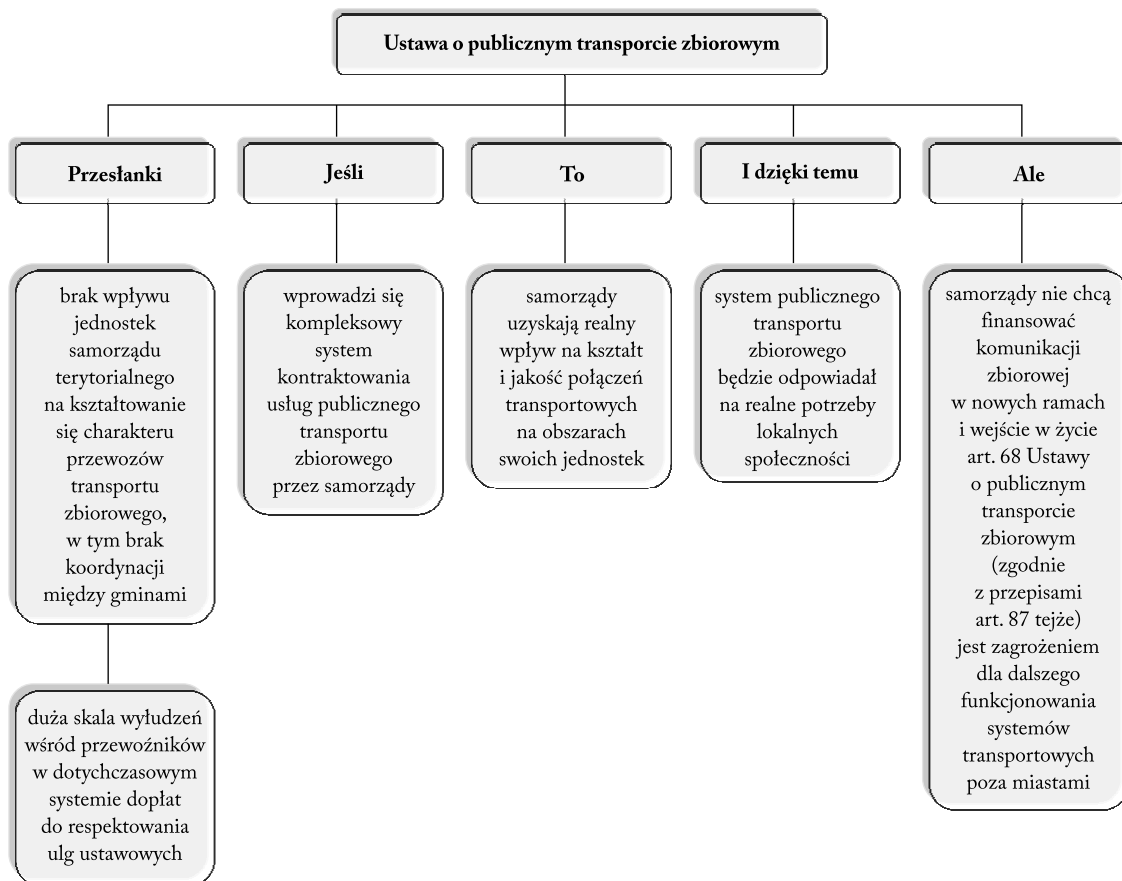 Ustawa o publicznym transporcie zbiorowym
Przesłanki
brak wpływu
jednostek
samorządu
terytorialnego
na kształtowanie
się charakteru
przewozów
transportu
zbiorowego,
w tym brak
koordynacji
między gminami
duża skala wyłudzeń
wśród przewoźników
w dotychczasowym
systemie dopłat
do respektowania
ulg ustawowych
Jeśli
wprowadzi się
kompleksowy
system
kontraktowania
usług publicznego
transportu
zbiorowego
przez samorządy
To
samorządy
uzyskają realny
wpływ na kształt
i jakość połączeń
transportowych
na obszarach
swoich jednostek
I dzięki temu
system publicznego
transportu
zbiorowego
będzie odpowiadał
na realne potrzeby
lokalnych
społeczności
Ale
samorządy nie chcą
finansować
komunikacji
zbiorowej
w nowych ramach
i wejście w życie
art. 68 Ustawy
o publicznym
transporcie
zbiorowym
(zgodnie
z przepisami
art. 87 tejże)
jest zagrożeniem
dla dalszego
funkcjonowania
systemów
transportowych
poza miastami